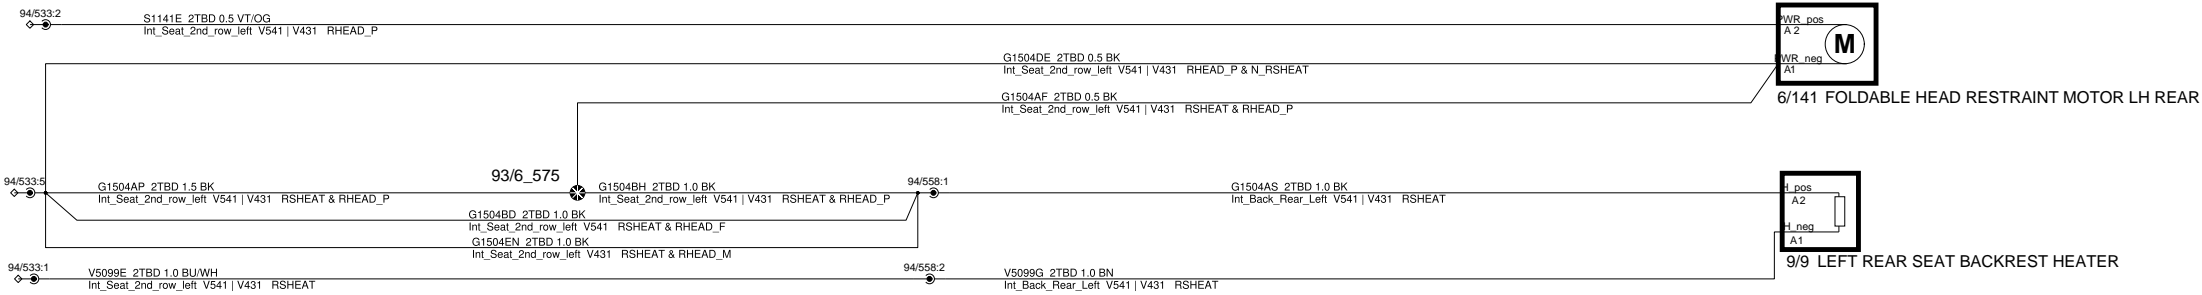 94/533:2
S1141E 2TBD 0.5 VT/OG
Int_Seat_2nd_row_left V541 | V431 RHEAD_P
PWR_pos
A2
M
G1504DE 2TBD 0.5 BK
Int_Seat_2nd_row_left V541 | V431 RHEAD_P & N_RSHEAT
PWR_neg
A1
G1504AF 2TBD 0.5 BK
Int_Seat_2nd_row_left V541 | V431 RSHEAT & RHEAD_P
6/141 FOLDABLE HEAD RESTRAINT MOTOR LH REAR
94/533:5
G1504AP 2TBD 1.5 BK
Int_Seat_2nd_row_left V541 | V431 RSHEAT & RHEAD_P
93/6_575
G1504BH 2TBD 1.0 BK
Int_Seat_2nd_row_left V541 | V431 RSHEAT & RHEAD_P
94/558:1
G1504AS 2TBD 1.0 BK
Int_Back_Rear_Left V541 | V431 RSHEAT
H_pos
A2
G1504BD 2TBD 1.0 BK
Int_Seat_2nd_row_left V541 RSHEAT & RHEAD_F
G1504EN 2TBD 1.0 BK
Int_Seat_2nd_row_left V431 RSHEAT & RHEAD_M
H_neg
A1
9/9 LEFT REAR SEAT BACKREST HEATER
94/533:1
V5099E 2TBD 1.0 BU/WH
Int_Seat_2nd_row_left V541 | V431 RSHEAT
94/558:2
V5099G 2TBD 1.0 BN
Int_Back_Rear_Left V541 | V431 RSHEAT